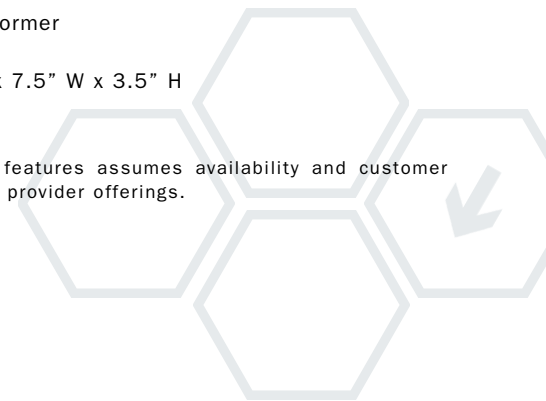 ormer
x 7.5” W x 3.5” H
features assumes availability and customer
provider offerings.